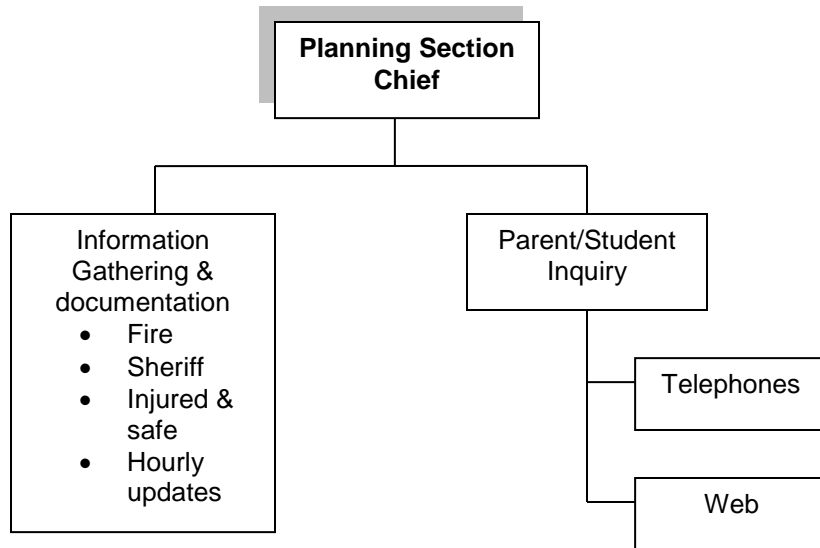 Planning Section
Chief
Information
Gathering &
documentation
• Fire
• Sheriff
• Injured &
safe
• Hourly
updates
Parent/Student
Inquiry
Telephones
Web